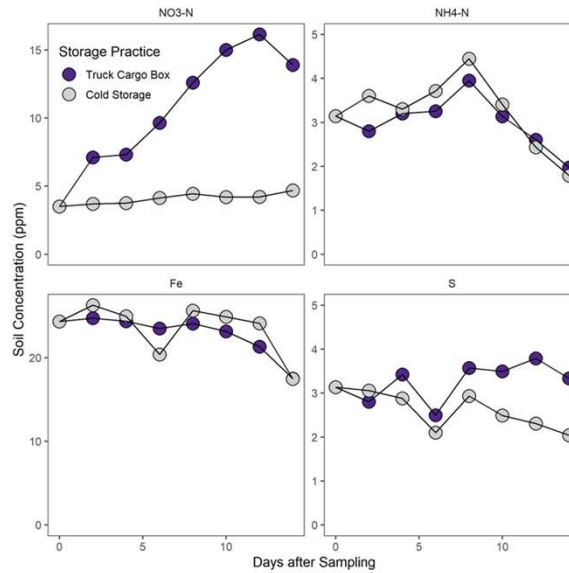 NO3-N
NH4-N
Storage Practice
Truck Cargo Box
Cold Storage
15
10
5
0
5
4
3
2
1
0
Soil Concentration (ppm)
Fe
S
20
10
0
5
4
3
2
1
0
0
5
10
0
5
10
Days after Sampling